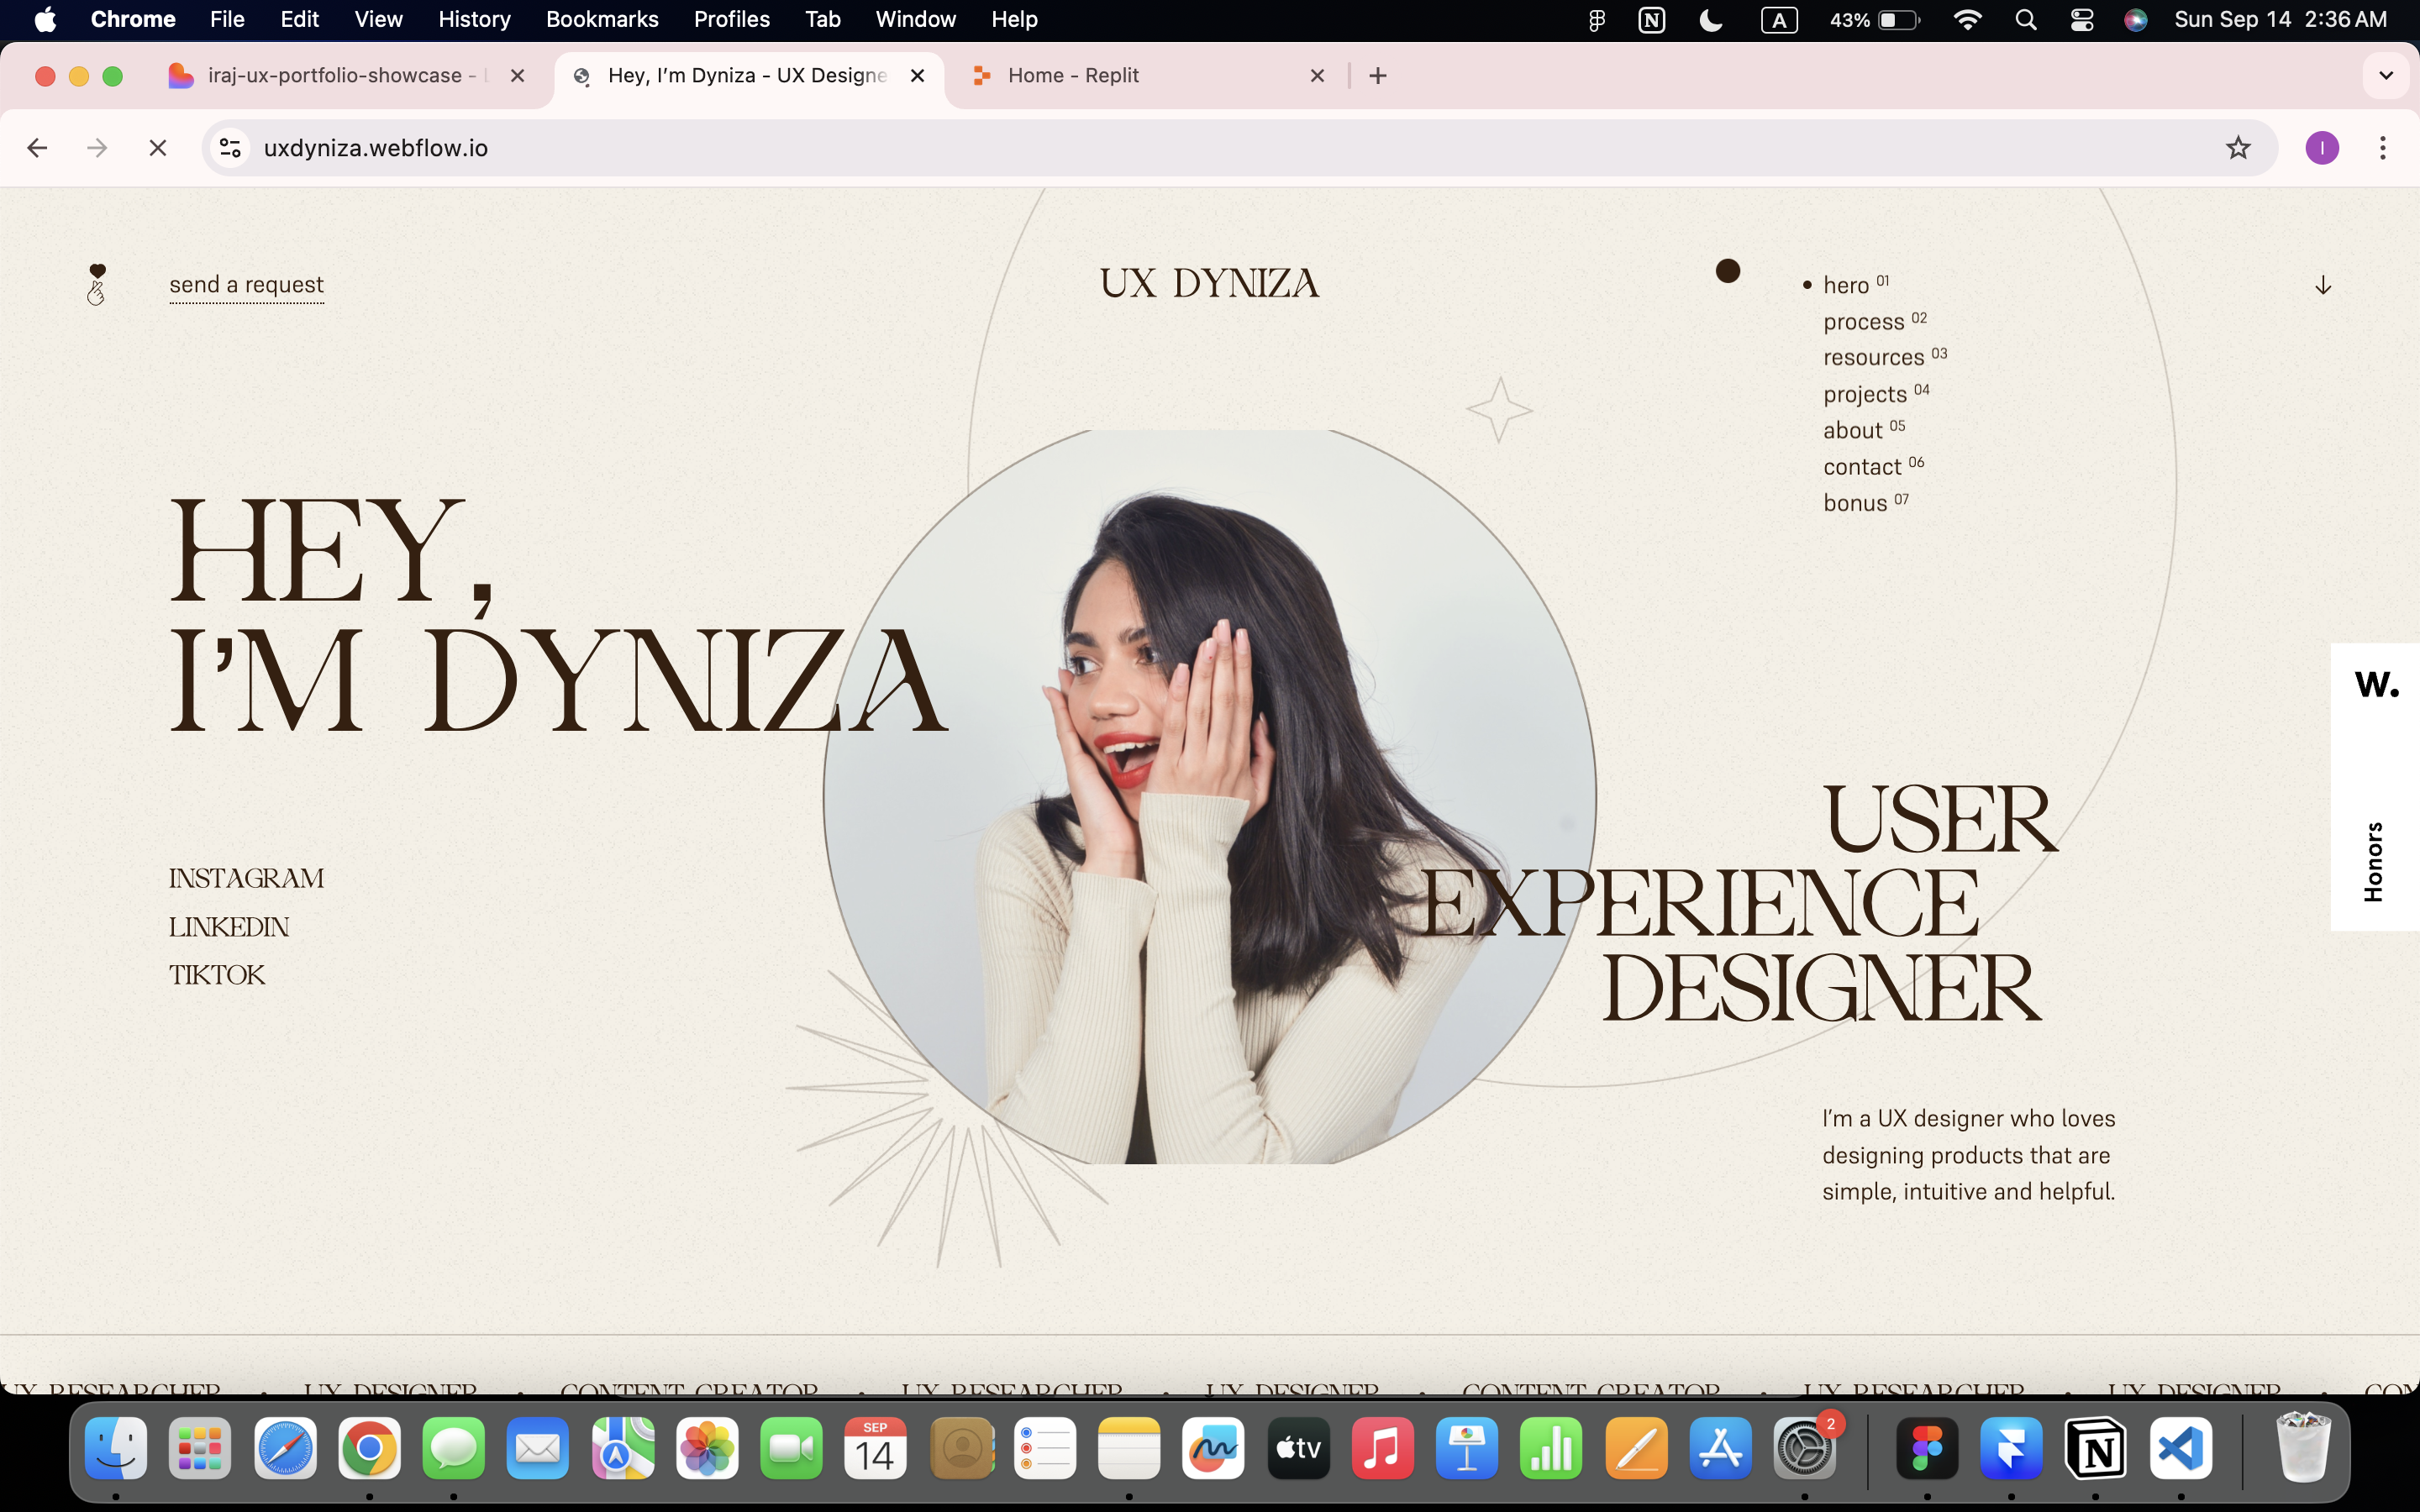 Chrome File Edit View History Bookmarks Profiles Tab Window Help
N A 43% Sun Sep 14 2:36 AM
iraj-ux-portfolio-showcase -
Hey, I’m Dyniza - UX Designe
Home - Replit
uxdyniza.webflow.io
I
send a request
UX DYNIZA
hero 01
process 02
resources 03
projects 04
about 05
contact 06
bonus 07
HEY,
I’M DYNIZA
INSTAGRAM
LINKEDIN
TIKTOK
USER
EXPERIENCE
DESIGNER
W.
Honors
I’m a UX designer who loves
designing products that are
simple, intuitive and helpful.
UX RESEARCHER • UX DESIGNER • CONTENT CREATOR • UX RESEARCHER • UX DESIGNER • CONTENT CREATOR • UX RESEARCHER • UX DESIGNER • CON
SEP
14
tv
2
N